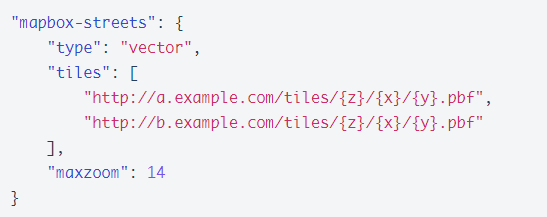 "mapbox-streets": {
    "type": "vector",
    "tiles": [
        "http://a.example.com/tiles/{z}/{x}/{y}.pbf",
        "http://b.example.com/tiles/{z}/{x}/{y}.pbf"
    ],
    "maxzoom": 14
}